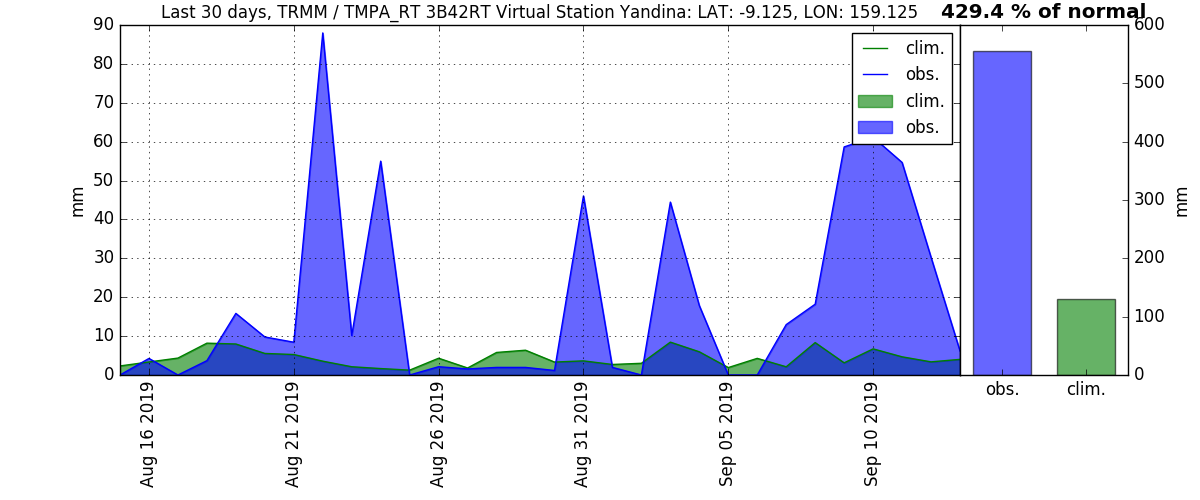 Last 30 days, TRMM / TMPA_RT 3B42RT Virtual Station Yandina: LAT: -9.125, LON: 159.125
429.4 % of normal
90
80
70
60
50
40
30
20
10
0
mm
clim.
obs.
clim.
obs.
Aug 16 2019
Aug 21 2019
Aug 26 2019
Aug 31 2019
Sep 05 2019
Sep 10 2019
600
500
400
300
200
100
0
mm
obs.
clim.